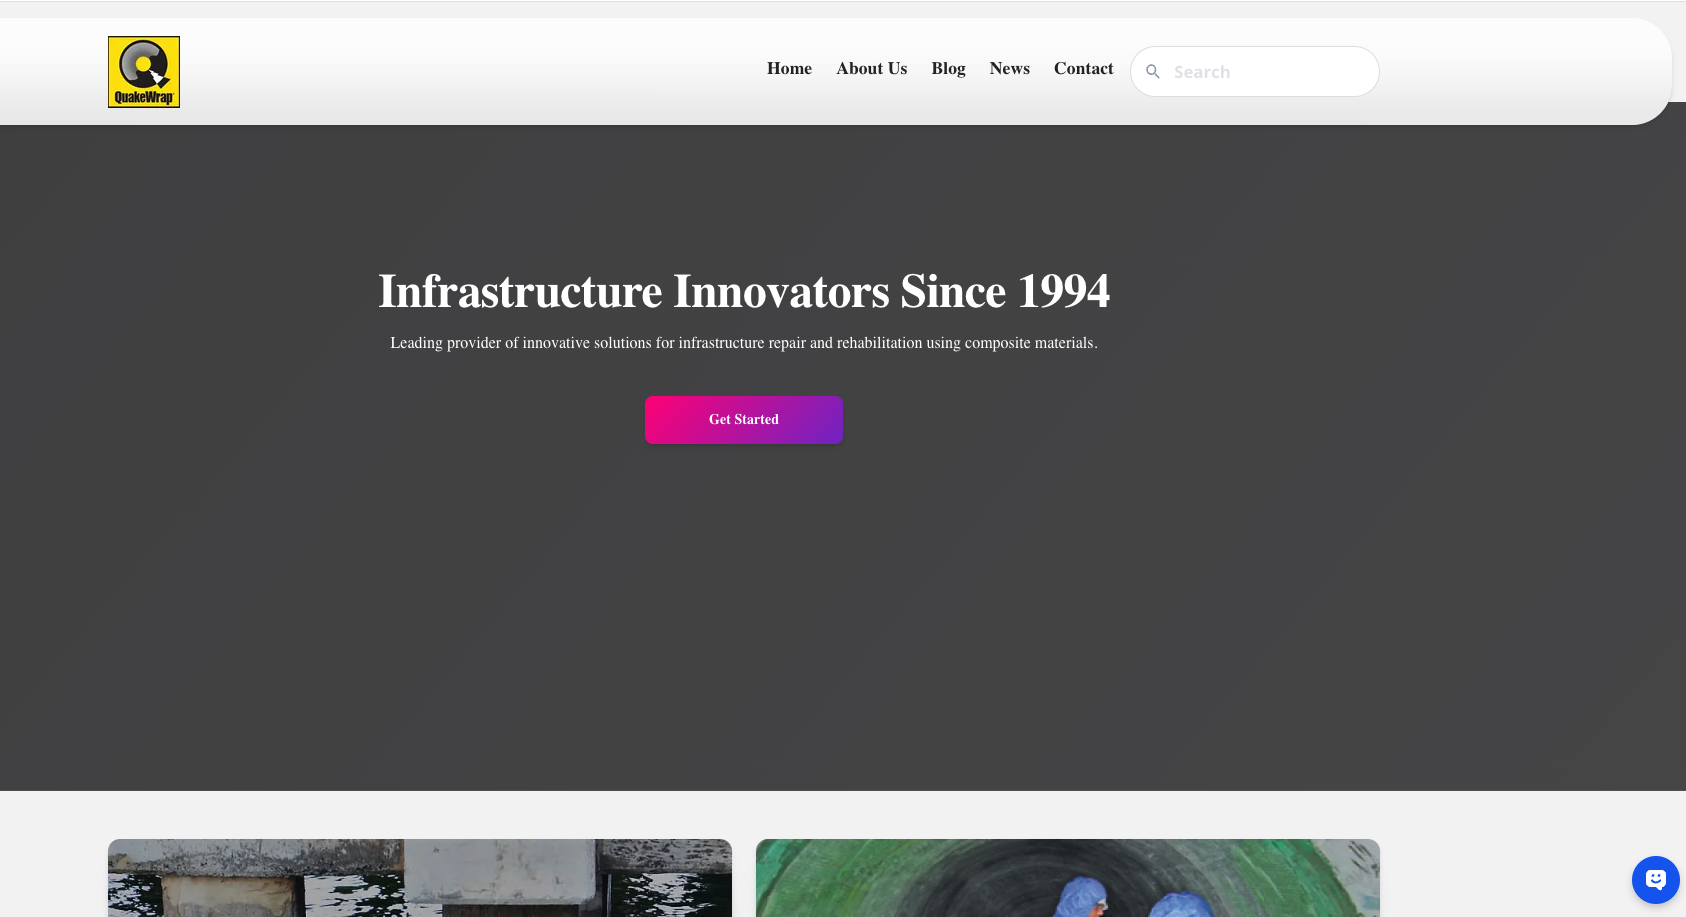 QuakeWrap
Home
About Us
Blog
News
Contact
Search
Infrastructure Innovators Since 1994
Leading provider of innovative solutions for infrastructure repair and rehabilitation using composite materials.
Get Started